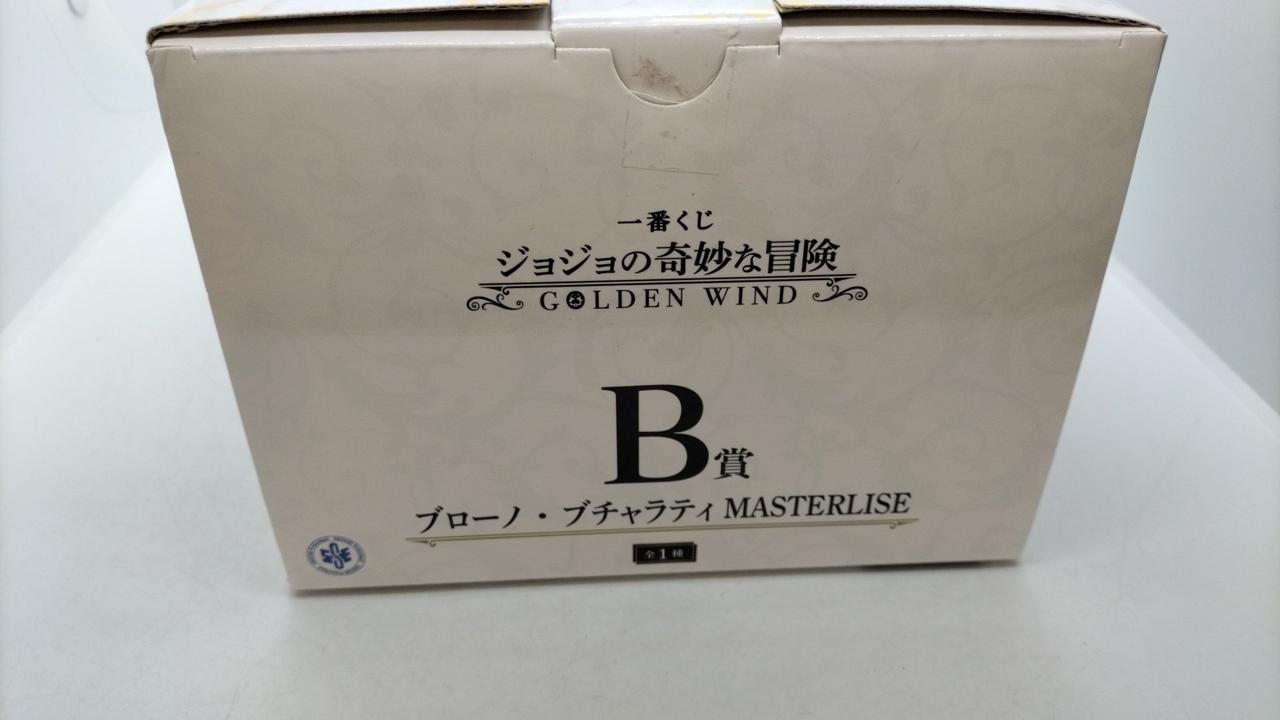 一番くじ
ジョジョの奇妙な冒険
GOLDEN WIND
B賞
ブローノ・ブチャラティ MASTERLISE
全1種